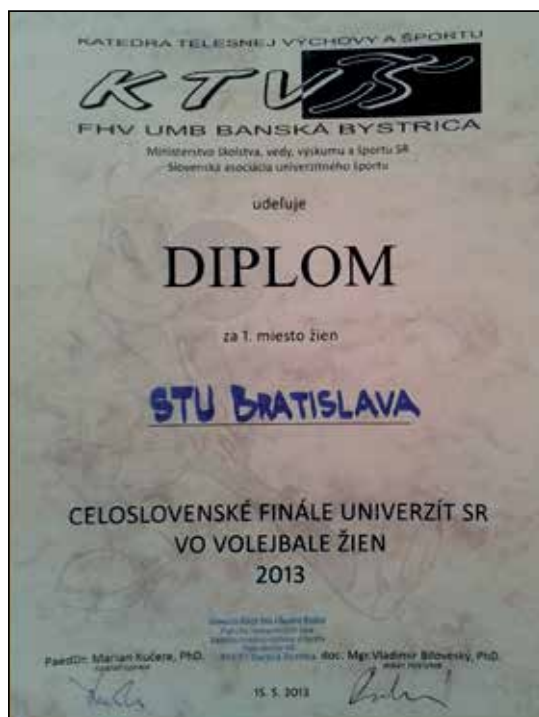 KATEDRA TELESNEJ VÝCHOVY A ŠPORTU
KTVŠ
FHV UMB BANSKÁ BYSTRICA
Ministerstvo školstva, vedy, výskumu a športu SR
Slovenská asociácia univerzitného športu
udeľuje
DIPLOM
za 1. miesto žien
STU BRATISLAVA
CELOSLOVENSKÉ FINÁLE UNIVERZÍT SR
VO VOLEJBALE ŽIEN
2013
PaedDr. Marian Kučera, PhD. doc. Mgr. Vladimír Biloveský, PhD.
15. 5. 2013